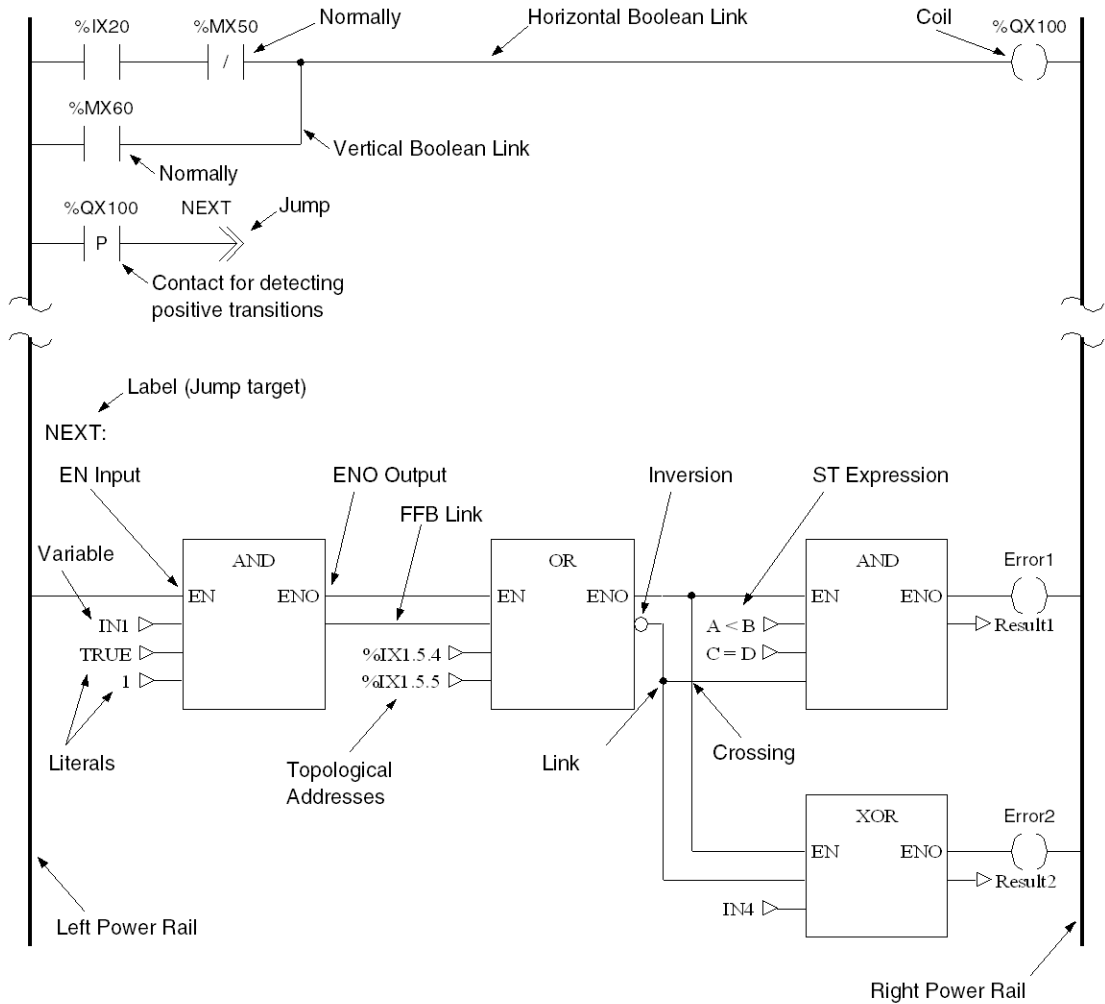 Normally
Horizontal Boolean Link
Coil
%IX20
%MX50
%QX100
/
%MX60
Vertical Boolean Link
Normally
%QX100
NEXT
Jump
P
Contact for detecting
positive transitions
Label (Jump target)
NEXT:
EN Input
ENO Output
Inversion
ST Expression
FFB Link
Variable
AND
OR
AND
Error1
EN
ENO
EN
ENO
EN
ENO
IN1
A < B
Result1
TRUE
%IX1.5.4
C = D
1
%IX1.5.5
Literals
Topological
Addresses
Link
Crossing
XOR
Error2
EN
ENO
Result2
IN4
Left Power Rail
Right Power Rail